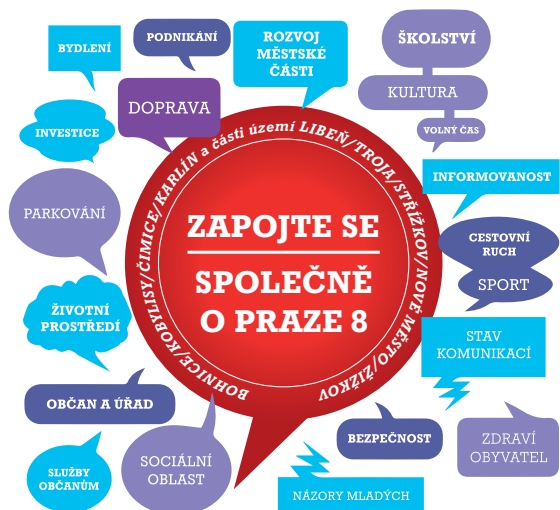 BYDLENÍ
PODNIKÁNÍ
ROZVOJ
MĚSTSKÉ
ČÁSTI
ŠKOLSTVÍ
KULTURA
VOLNÝ ČAS
DOPRAVA
INVESTICE
INFORMOVANOST
PARKOVÁNÍ
BOHNICE/KOBYLISY/ČIMICE/KARLÍN a části území LIBEŇ/TROJA/STŘÍŽKOV/NOVÉ MĚSTO/ŽIŽKOV
ZAPOJTE SE
SPOLEČNĚ
O PRAZE 8
CESTOVNÍ
RUCH
SPORT
ŽIVOTNÍ
PROSTŘEDÍ
STAV
KOMUNIKACÍ
OBČAN A ÚŘAD
BEZPEČNOST
ZDRAVÍ
OBYVATEL
SLUŽBY
OBČANŮM
SOCIÁLNÍ
OBLAST
NÁZORY MLADÝCH